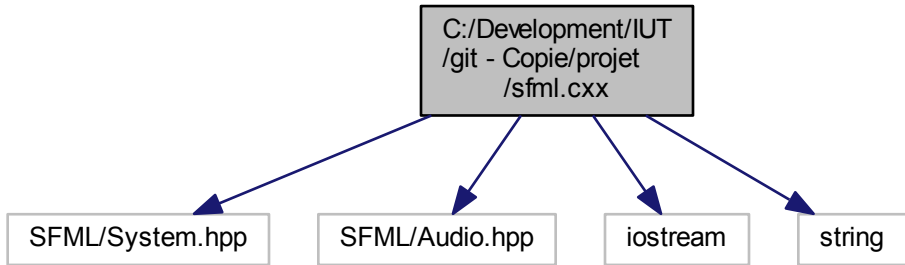 C:/Development/IUT
/git - Copie/projet
/sfml.cxx
SFML/System.hpp
SFML/Audio.hpp
iostream
string